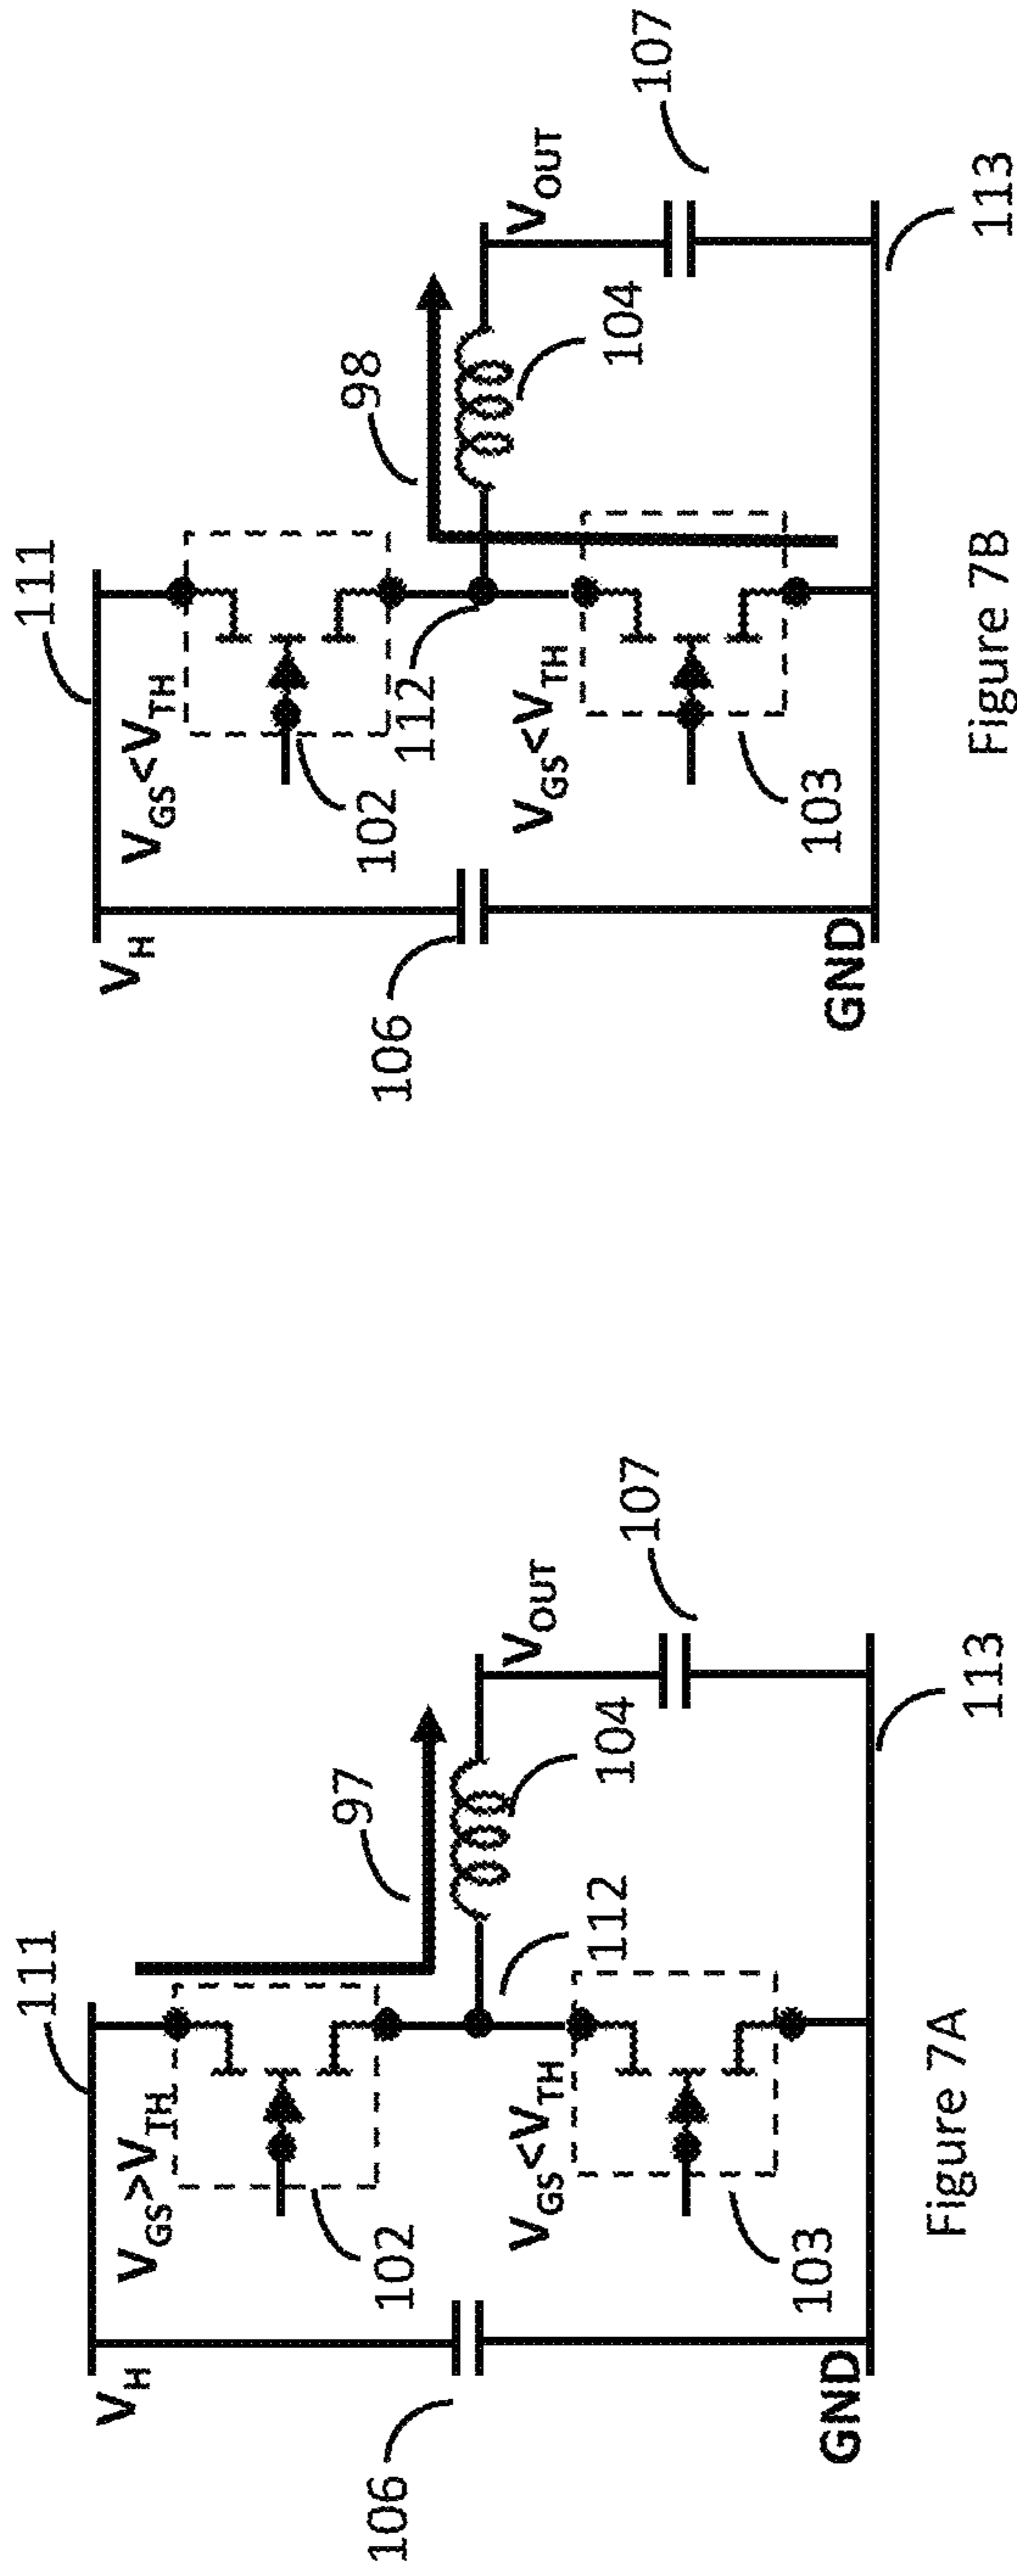 111
V_H
V_GS>V_TH
97
102
106
112
V_OUT
104
107
V_GS<V_TH
103
GND
113
Figure 7A
111
V_H
V_GS<V_TH
98
102
106
112
V_OUT
104
107
V_GS<V_TH
103
GND
113
Figure 7B